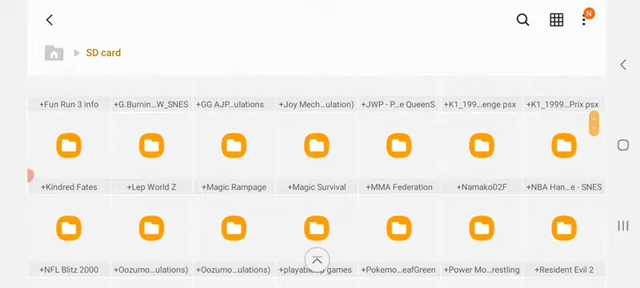 N
SD card
+Fun Run 3 info +G.Burnin...W_SNES +GG AJP...ulations +Joy Mech...ulation) +JWP - P...e QueenS +K1_199...enge psx +K1_1999...Prix psx
+Kindred Fates +Lep World Z +Magic Rampage +Magic Survival +MMA Federation +Namako02F +NBA Han...e - SNES
+NFL Blitz 2000 +Oozumo...ulations) +Oozumo...ulations) games +Pokemo...eafGreen +Power Mo...restling +Resident Evil 2